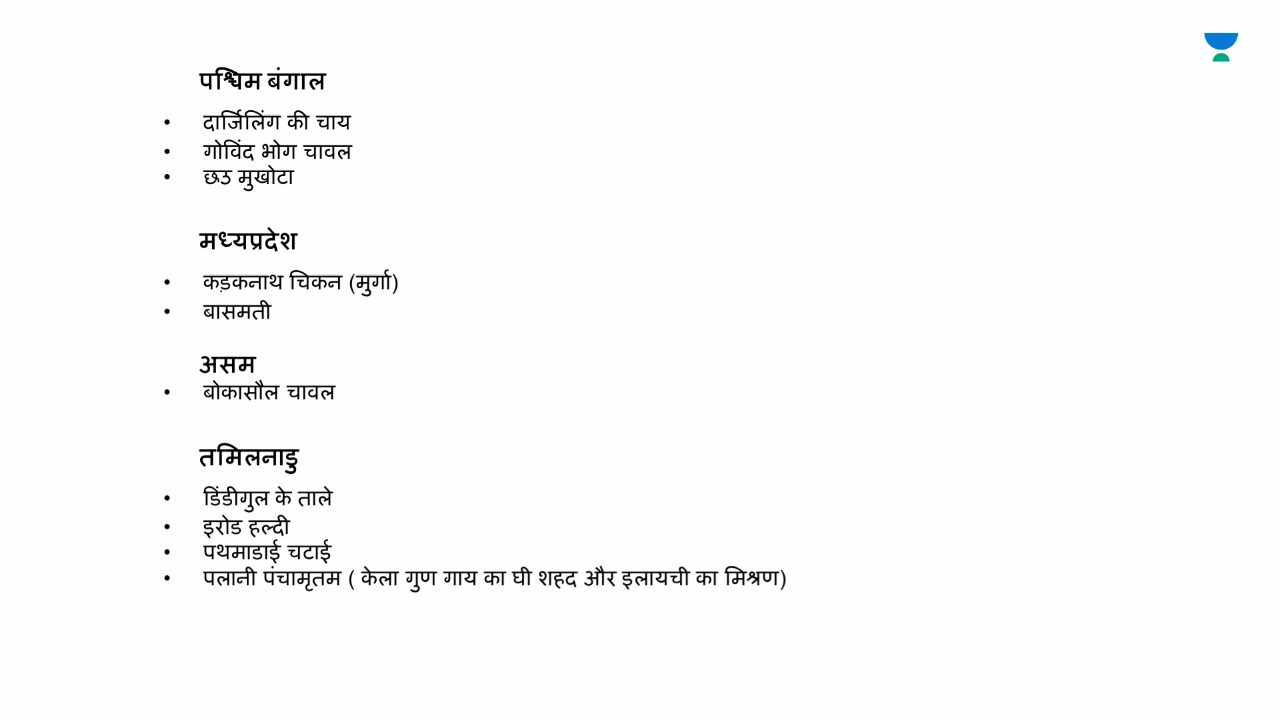 पश्चिम बंगाल
• दार्जिलिंग की चाय
• गोविंद भोग चावल
• छउ मुखोटा
मध्यप्रदेश
• कड़कनाथ चिकन (मुर्गा)
• बासमती
असम
• बोकासौल चावल
तमिलनाडु
• डिंडीगुल के ताले
• इरोड हल्दी
• पथमाडाई चटाई
• पलानी पंचामृतम ( केला गुण गाय का घी शहद और इलायची का मिश्रण)